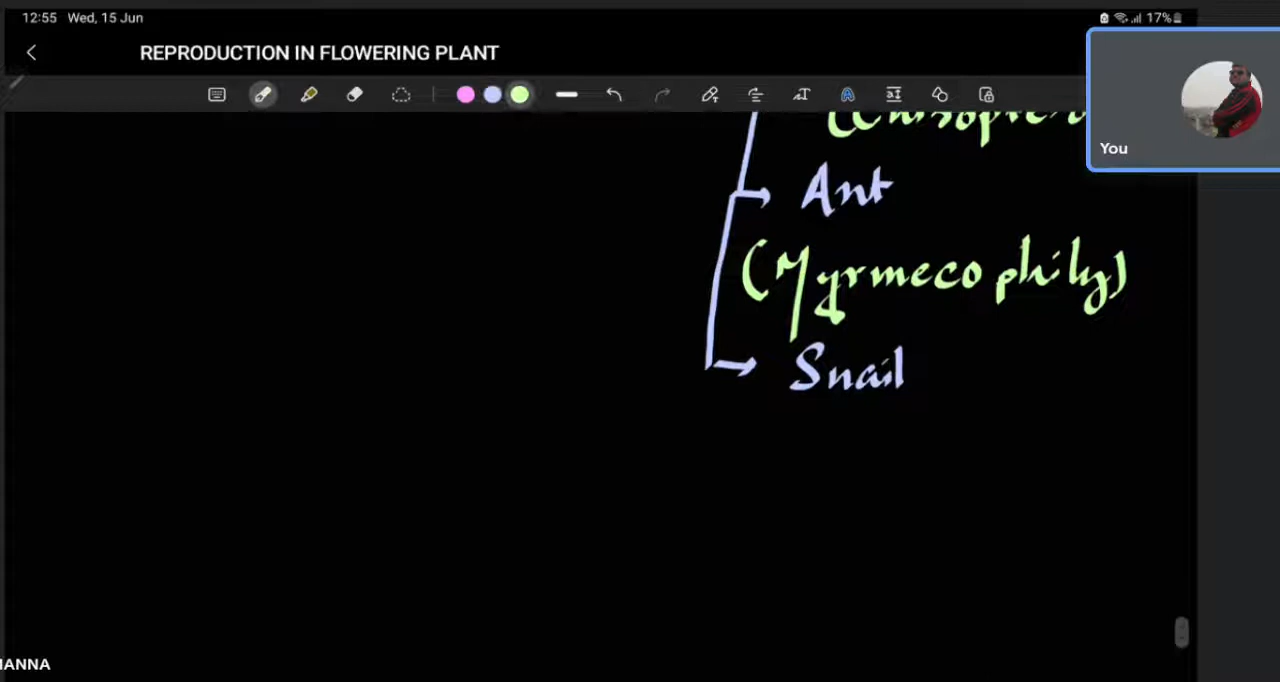 12:55 Wed, 15 Jun
17%
REPRODUCTION IN FLOWERING PLANT
You
Ant
(Myrmecophily)
Snail